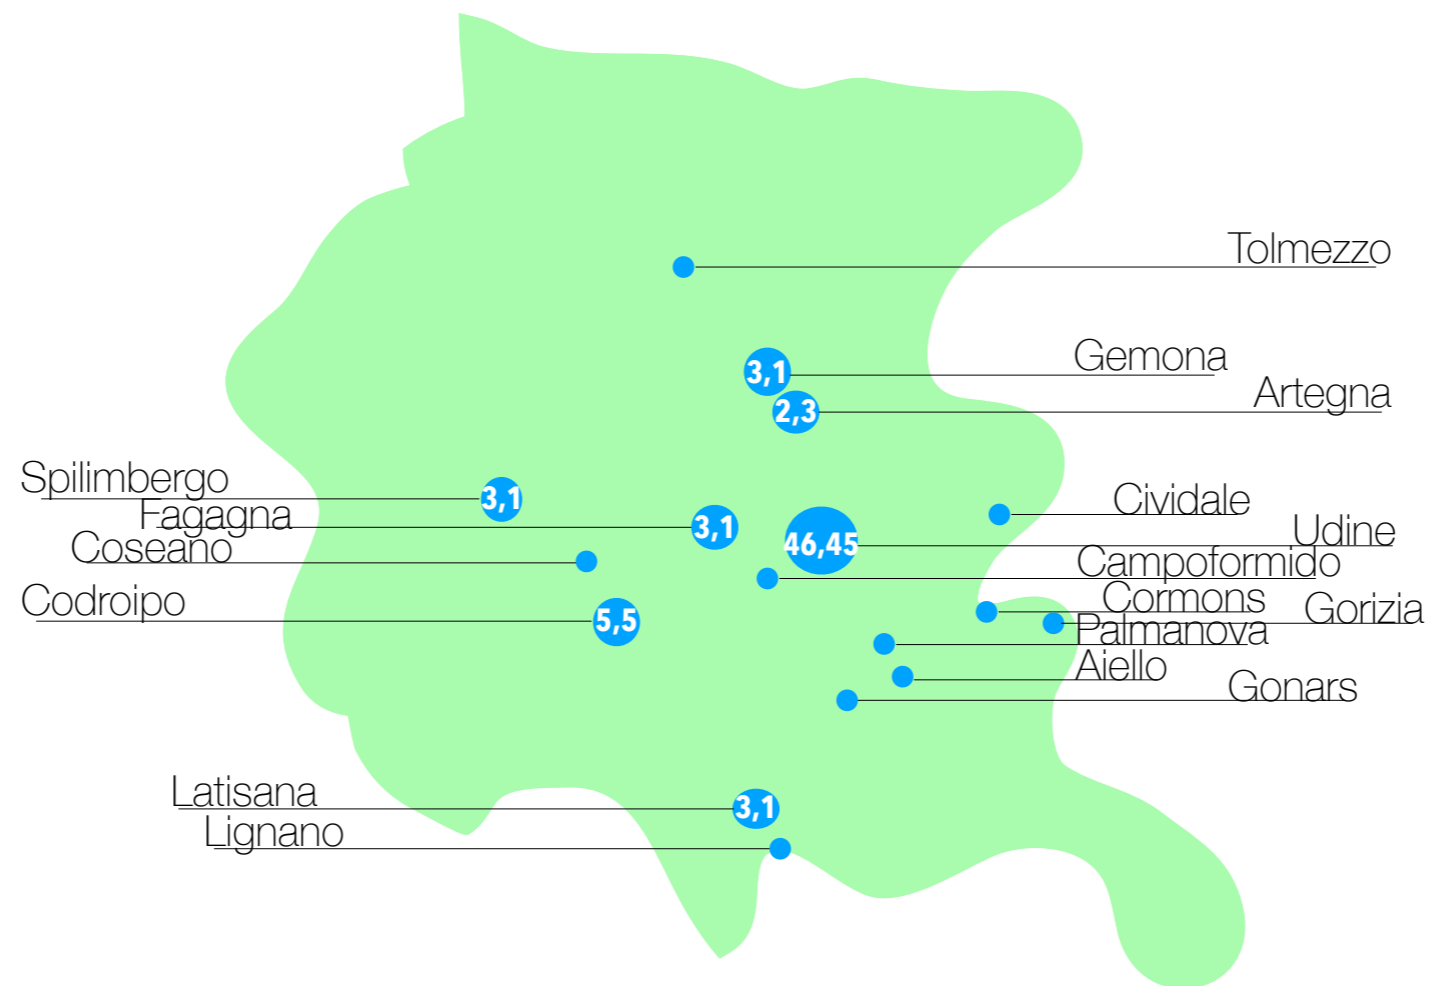 Tolmezzo
3,1 Gemona
2,3 Artegna
Spilimbergo 3,1
Cividale
Fagagna 3,1
46,45 Udine
Coseano
Campoformido
Cormons
Codroipo 5,5
Gorizia
Palmanova
Aiello
Gonars
Latisana 3,1
Lignano